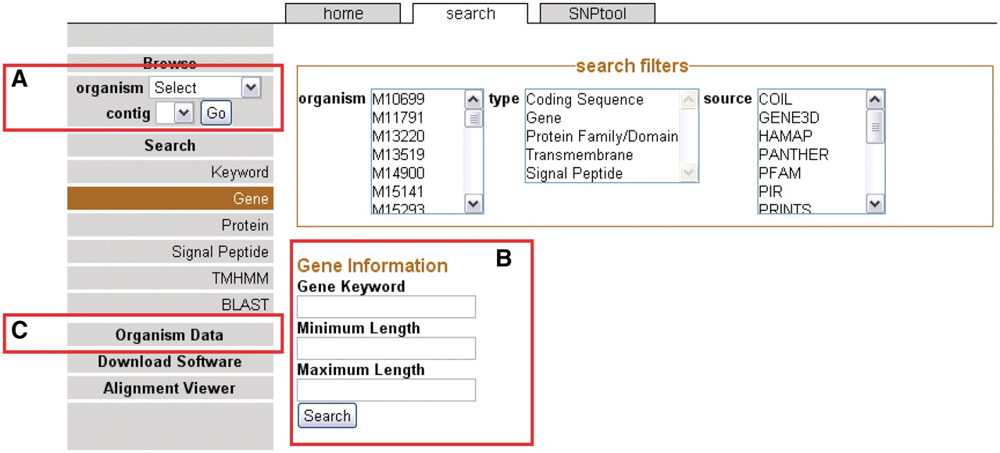 home search SNPtool
Browse
A
organism Select
contig Go
Search
Keyword
Gene
Protein
Signal Peptide
TMHMM
BLAST
C
Organism Data
Download Software
Alignment Viewer
search filters
organism
M10699
M11791
M13220
M13519
M14900
M15141
M15293
type
Coding Sequence
Gene
Protein Family/Domain
Transmembrane
Signal Peptide
source
COIL
GENE3D
HAMAP
PANTHER
PFAM
PIR
PRINTS
B
Gene Information
Gene Keyword
Minimum Length
Maximum Length
Search